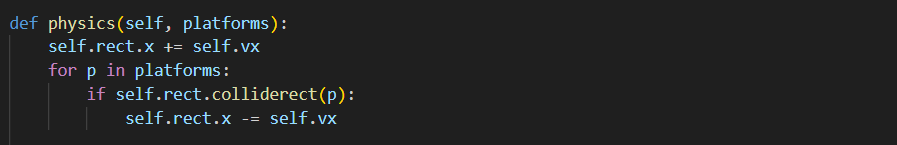 def physics(self, platforms):
    self.rect.x += self.vx
    for p in platforms:
        if self.rect.colliderect(p):
            self.rect.x -= self.vx